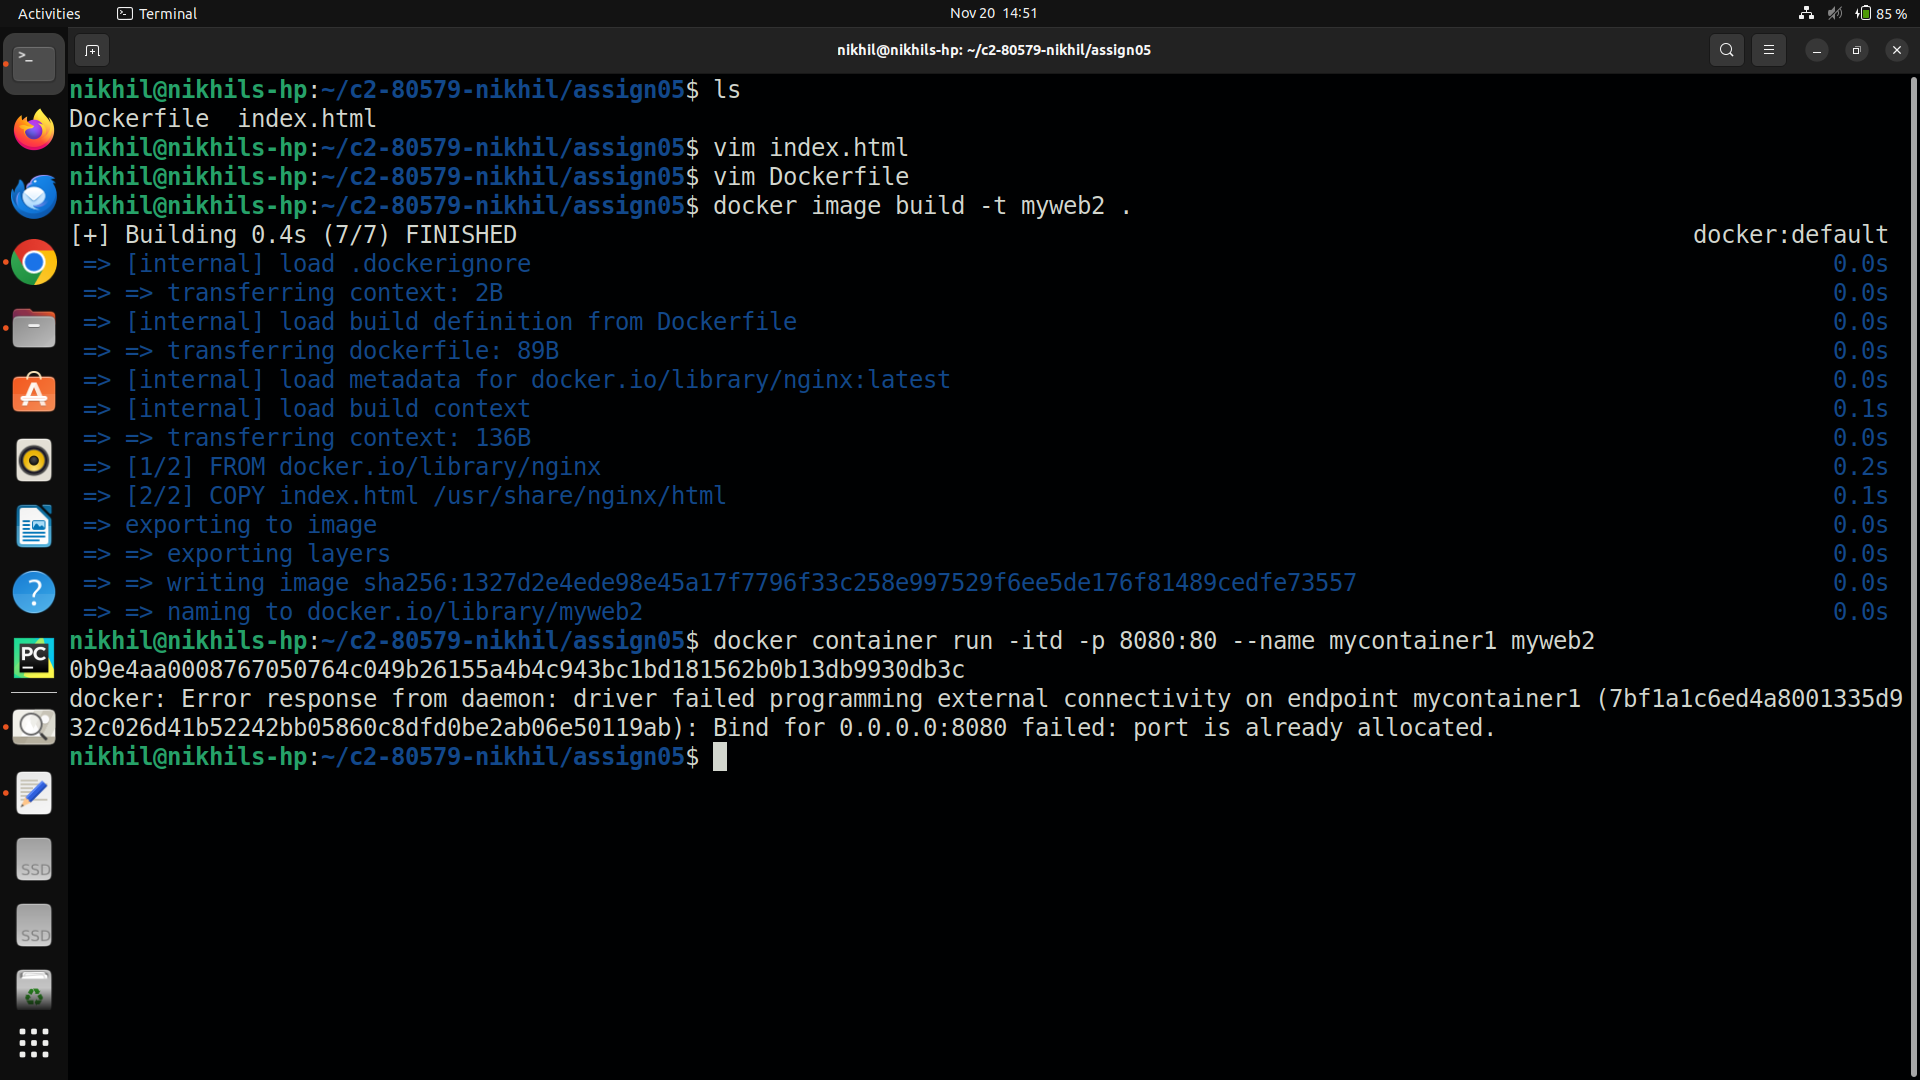 Activities Terminal Nov 20 14:51 85 %
nikhil@nikhils-hp: ~/c2-80579-nikhil/assign05
nikhil@nikhils-hp:~/c2-80579-nikhil/assign05$ ls
Dockerfile  index.html
nikhil@nikhils-hp:~/c2-80579-nikhil/assign05$ vim index.html
nikhil@nikhils-hp:~/c2-80579-nikhil/assign05$ vim Dockerfile
nikhil@nikhils-hp:~/c2-80579-nikhil/assign05$ docker image build -t myweb2 .
[+] Building 0.4s (7/7) FINISHED docker:default
=> [internal] load .dockerignore 0.0s
=> => transferring context: 2B 0.0s
=> [internal] load build definition from Dockerfile 0.0s
=> => transferring dockerfile: 89B 0.0s
=> [internal] load metadata for docker.io/library/nginx:latest 0.0s
=> [internal] load build context 0.1s
=> => transferring context: 136B 0.0s
=> [1/2] FROM docker.io/library/nginx 0.2s
=> [2/2] COPY index.html /usr/share/nginx/html 0.1s
=> exporting to image 0.0s
=> => exporting layers 0.0s
=> => writing image sha256:1327d2e4ede98e45a17f7796f33c258e997529f6ee5de176f81489cedfe73557 0.0s
=> => naming to docker.io/library/myweb2 0.0s
nikhil@nikhils-hp:~/c2-80579-nikhil/assign05$ docker container run -itd -p 8080:80 --name mycontainer1 myweb2
0b9e4aa0008767050764c049b26155a4b4c943bc1bd181562b0b13db9930db3c
docker: Error response from daemon: driver failed programming external connectivity on endpoint mycontainer1 (7bf1a1c6ed4a8001335d9
32c026d41b52242bb05860c8dfd0be2ab06e50119ab): Bind for 0.0.0.0:8080 failed: port is already allocated.
nikhil@nikhils-hp:~/c2-80579-nikhil/assign05$
PC
SSD
SSD